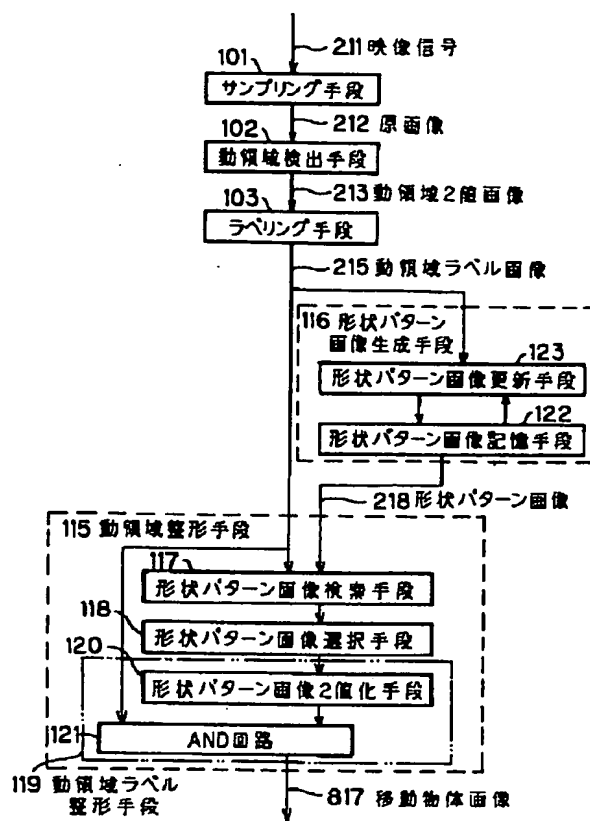 211 映像信号
101
サンプリング手段
212 原画像
102
動領域検出手段
213 動領域2値画像
103
ラベリング手段
215 動領域ラベル画像
116 形状パターン
画像生成手段
123
形状パターン画像更新手段
122
形状パターン画像記憶手段
218 形状パターン画像
115 動領域整形手段
117
形状パターン画像検索手段
118
形状パターン画像選択手段
120
形状パターン画像2値化手段
121
AND回路
119 動領域ラベル
整形手段
817 移動物体画像